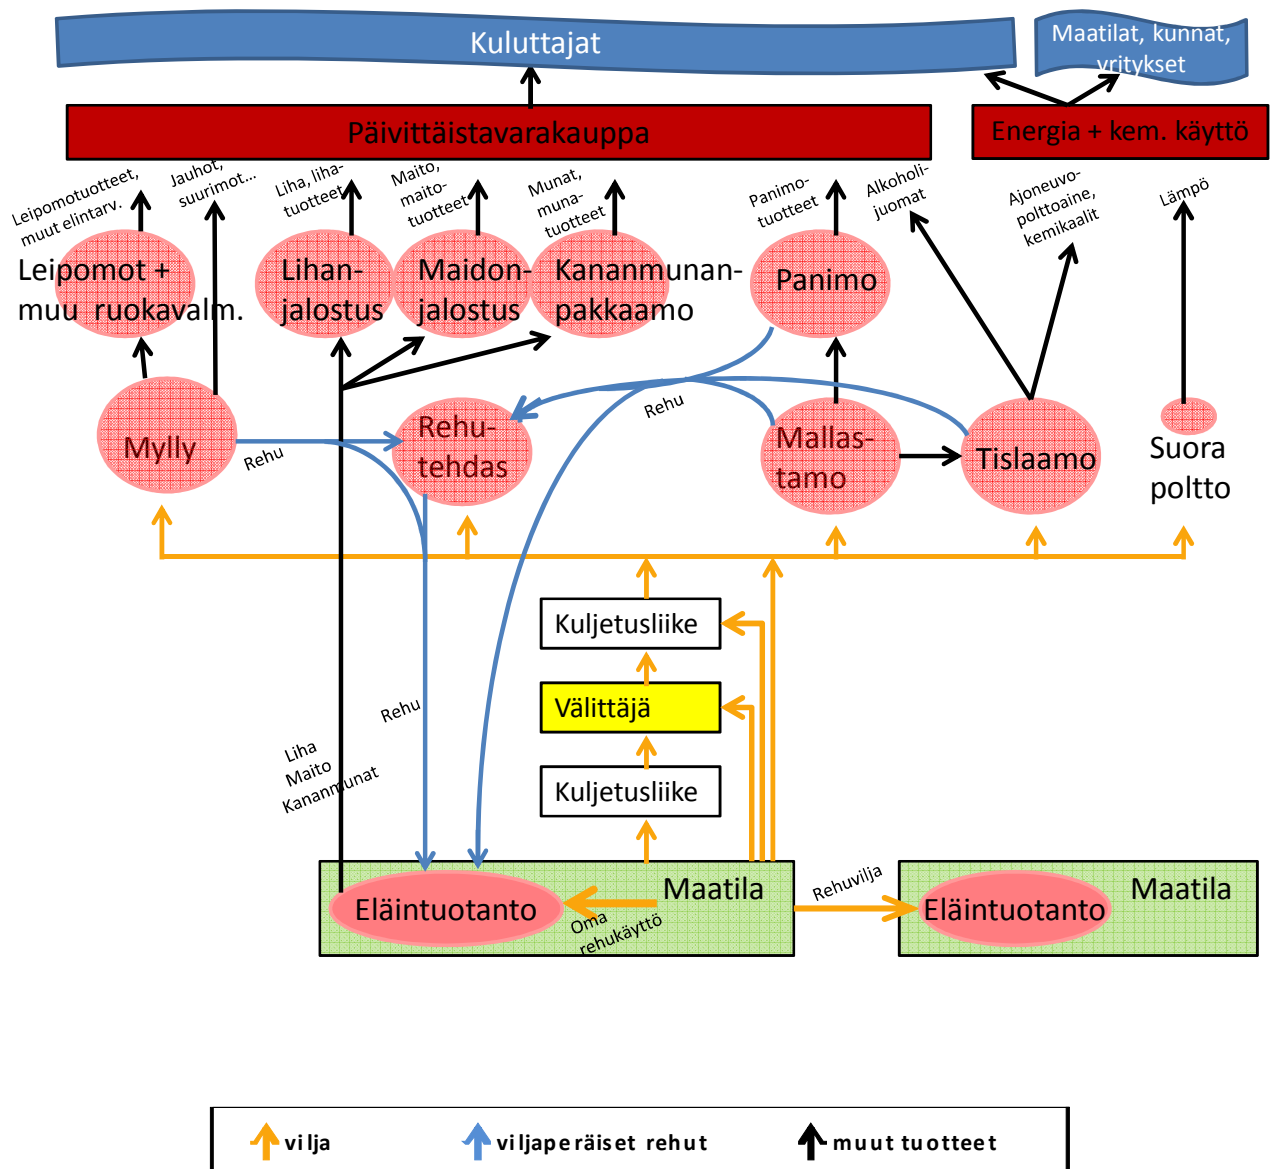 Kuluttajat
Maatilat, kunnat,
yritykset
Päivittäistavarakauppa
Energia + kem. käyttö
Leipomotuotteet,
muut elintarv.
Jauhot,
suurimot...
Liha, liha-
tuotteet
Maito,
maito-
tuotteet
Munat,
muna-
tuotteet
Panimo-
tuotteet
Alkoholi-
juomat
Ajoneuvo-
polttoaine,
kemikaalit
Lämpö
Leipomot +
muu ruokavalm.
Lihan-
jalostus
Maidon-
jalostus
Kananmunan-
pakkaamo
Panimo
Mylly
Rehu
Rehu-
tehdas
Rehu
Mallas-
tamo
Tislaamo
Suora
poltto
Kuljetusliike
Välittäjä
Kuljetusliike
Rehu
Liha
Maito
Kananmunat
Eläintuotanto
Oma
rehukäyttö
Maatila
Rehuvilja
Eläintuotanto
Maatila
vilja
viljaperäiset rehut
muut tuotteet